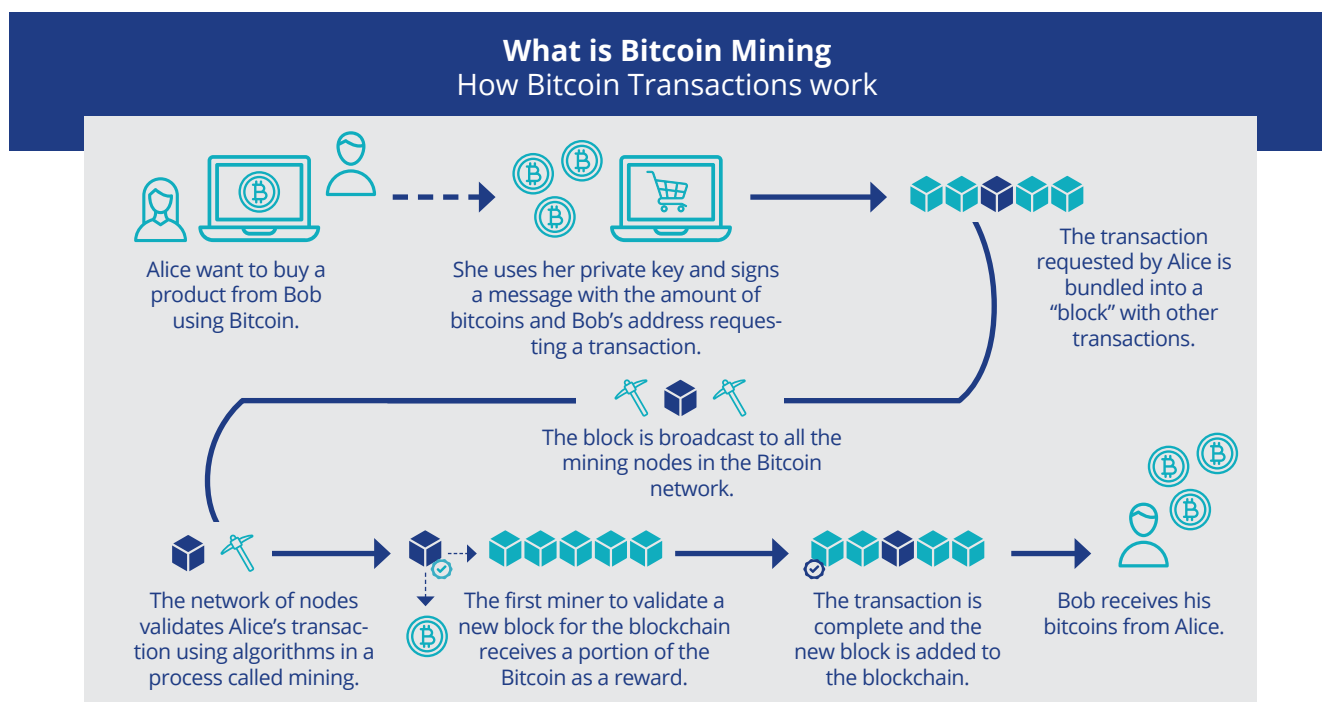 What is Bitcoin Mining
How Bitcoin Transactions work
Alice want to buy a
product from Bob
using Bitcoin.
She uses her private key and signs
a message with the amount of
bitcoins and Bob’s address reques-
ting a transaction.
The transaction
requested by Alice is
bundled into a
“block” with other
transactions.
The block is broadcast to all the
mining nodes in the Bitcoin
network.
The network of nodes
validates Alice’s transac-
tion using algorithms in a
process called mining.
The first miner to validate a
new block for the blockchain
receives a portion of the
Bitcoin as a reward.
The transaction is
complete and the
new block is added to
the blockchain.
Bob receives his
bitcoins from Alice.